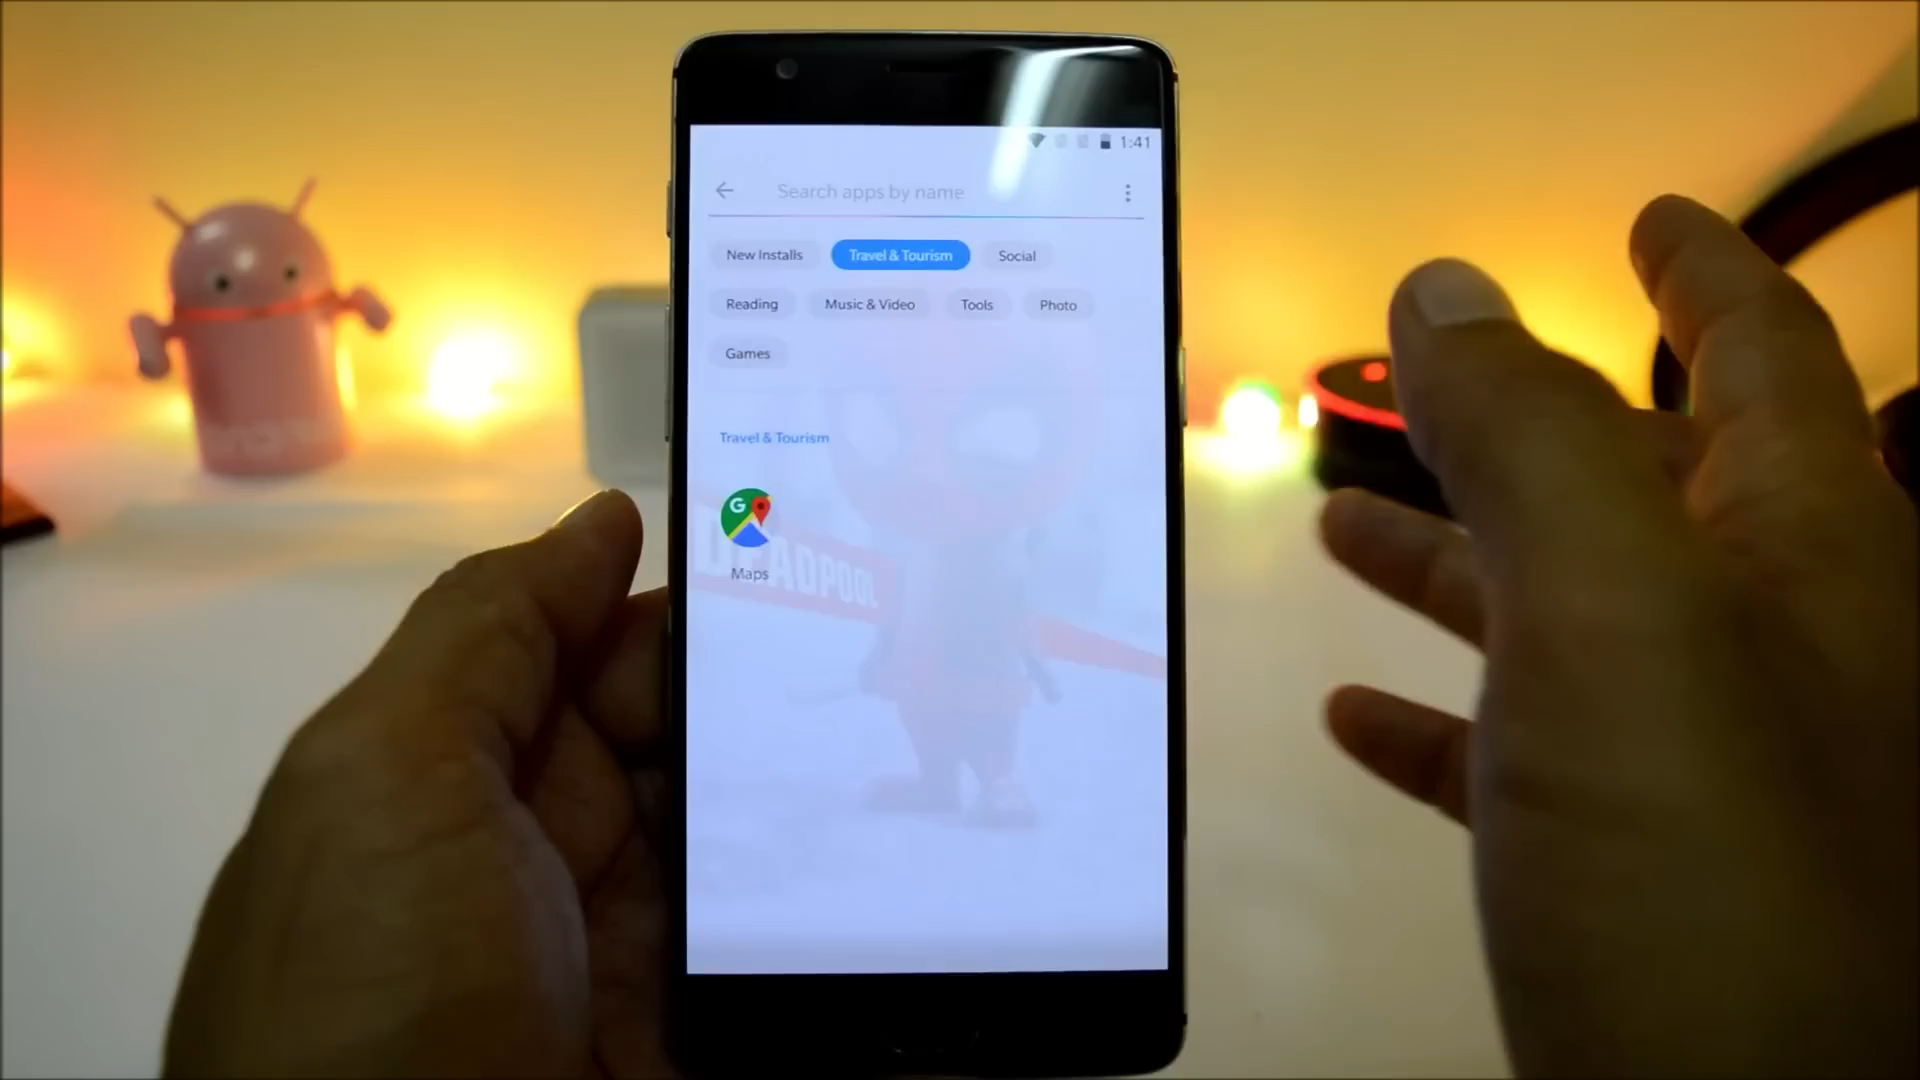 1:41
Search apps by name
New Installs Travel & Tourism Social
Reading Music & Video Tools Photo
Games
Travel & Tourism
G
DEADPOOL
Maps